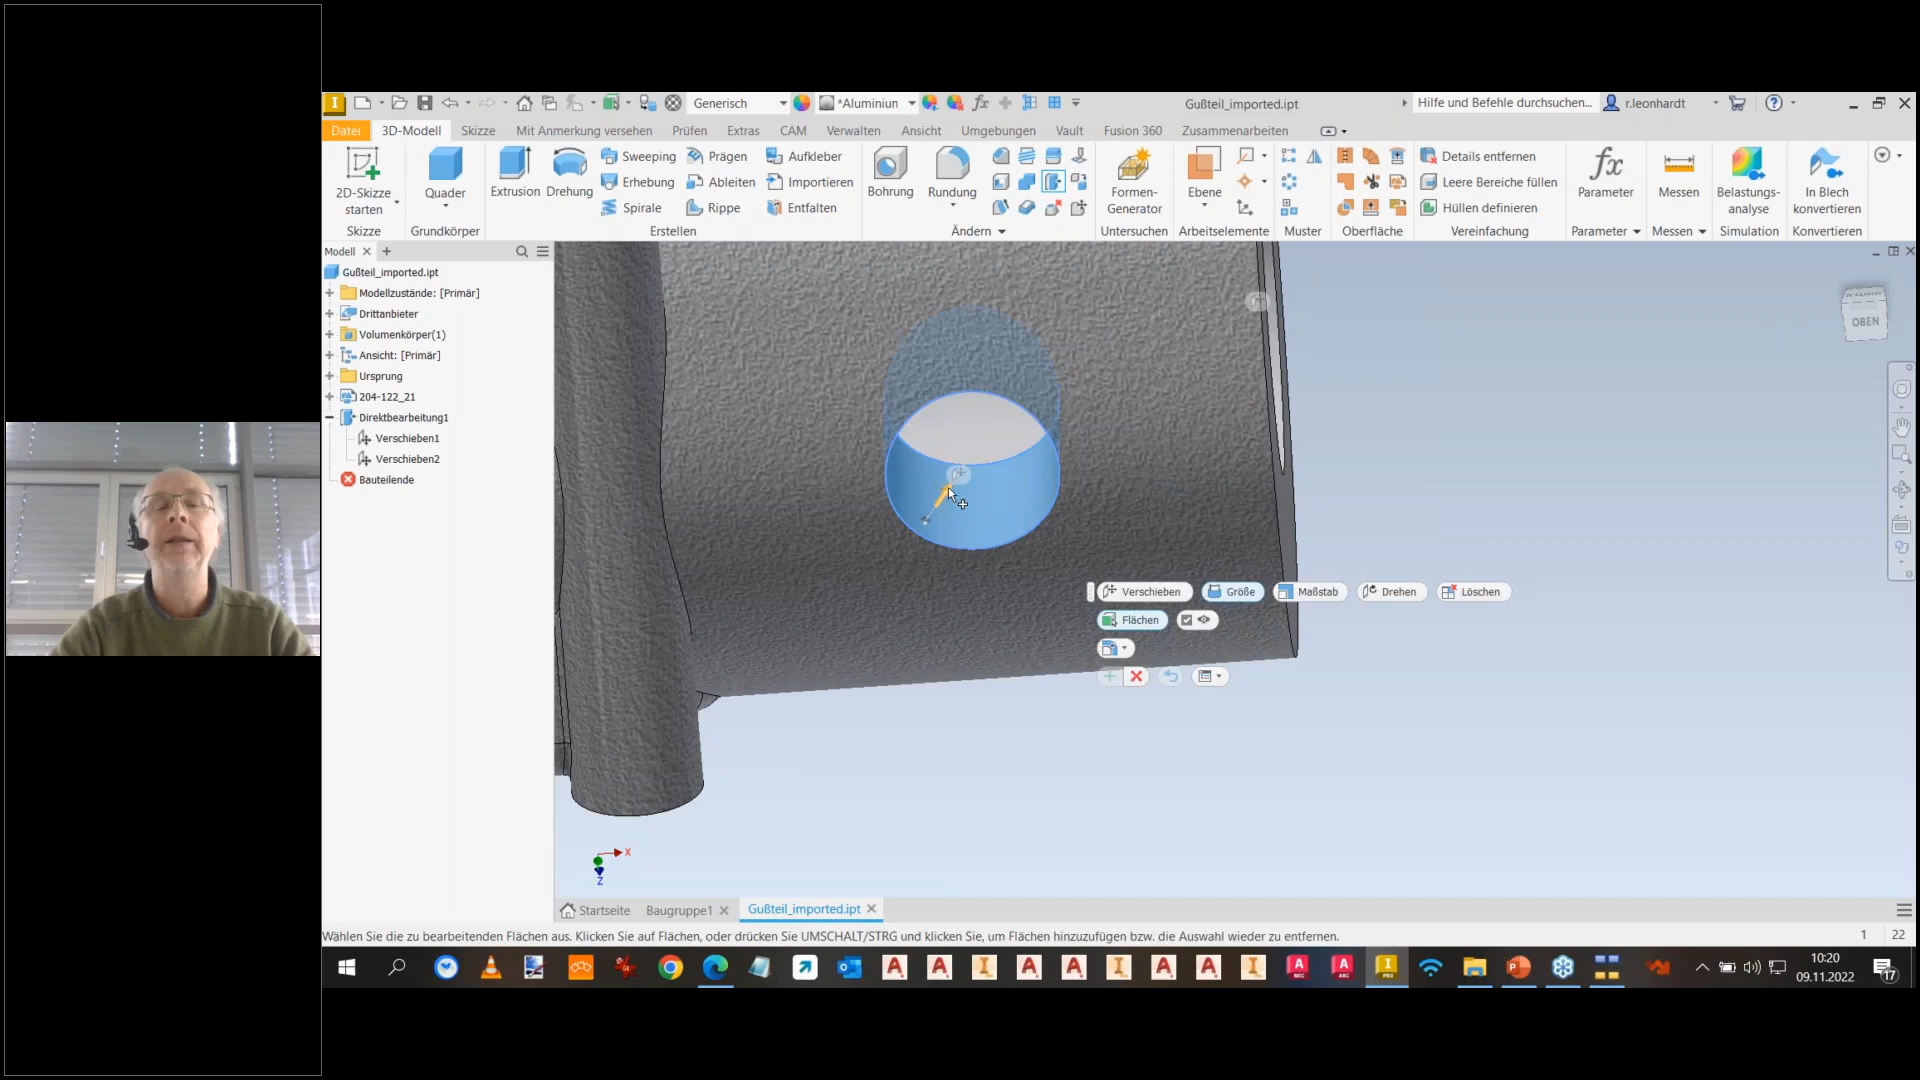 Generisch
*Aluminiun
Gußteil_imported.ipt
Hilfe und Befehle durchsuchen...
r.leonhardt
Datei
3D-Modell
Skizze
Mit Anmerkung versehen
Prüfen
Extras
CAM
Verwalten
Ansicht
Umgebungen
Vault
Fusion 360
Zusammenarbeiten
2D-Skizze
starten
Skizze
Quader
Grundkörper
Extrusion
Drehung
Sweeping
Erhebung
Spirale
Prägen
Ableiten
Rippe
Aufkleber
Importieren
Entfalten
Erstellen
Bohrung
Rundung
Ändern
Formen-
Generator
Untersuchen
Ebene
Arbeitselemente
Muster
Oberfläche
Details entfernen
Leere Bereiche füllen
Hüllen definieren
Vereinfachung
Parameter
Parameter
Messen
Messen
Belastungs-
analyse
Simulation
In Blech
konvertieren
Konvertieren
Modell
Gußteil_imported.ipt
Modellzustände: [Primär]
Drittanbieter
Volumenkörper(1)
Ansicht: [Primär]
Ursprung
204-122_21
Direktbearbeitung1
Verschieben1
Verschieben2
Bauteilende
OBEN
Verschieben
Größe
Maßstab
Drehen
Löschen
Flächen
X
Z
Startseite
Baugruppe1
Gußteil_imported.ipt
Wählen Sie die zu bearbeitenden Flächen aus. Klicken Sie auf Flächen, oder drücken Sie UMSCHALT/STRG und klicken Sie, um Flächen hinzuzufügen bzw. die Auswahl wieder zu entfernen.
1
22
10:20
09.11.2022
17